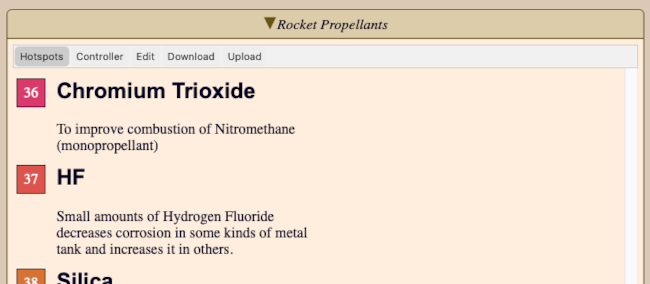 ▼Rocket Propellants
Hotspots Controller Edit Download Upload
36 Chromium Trioxide
To improve combustion of Nitromethane
(monopropellant)
37 HF
Small amounts of Hydrogen Fluoride
decreases corrosion in some kinds of metal
tank and increases it in others.
38 Silica